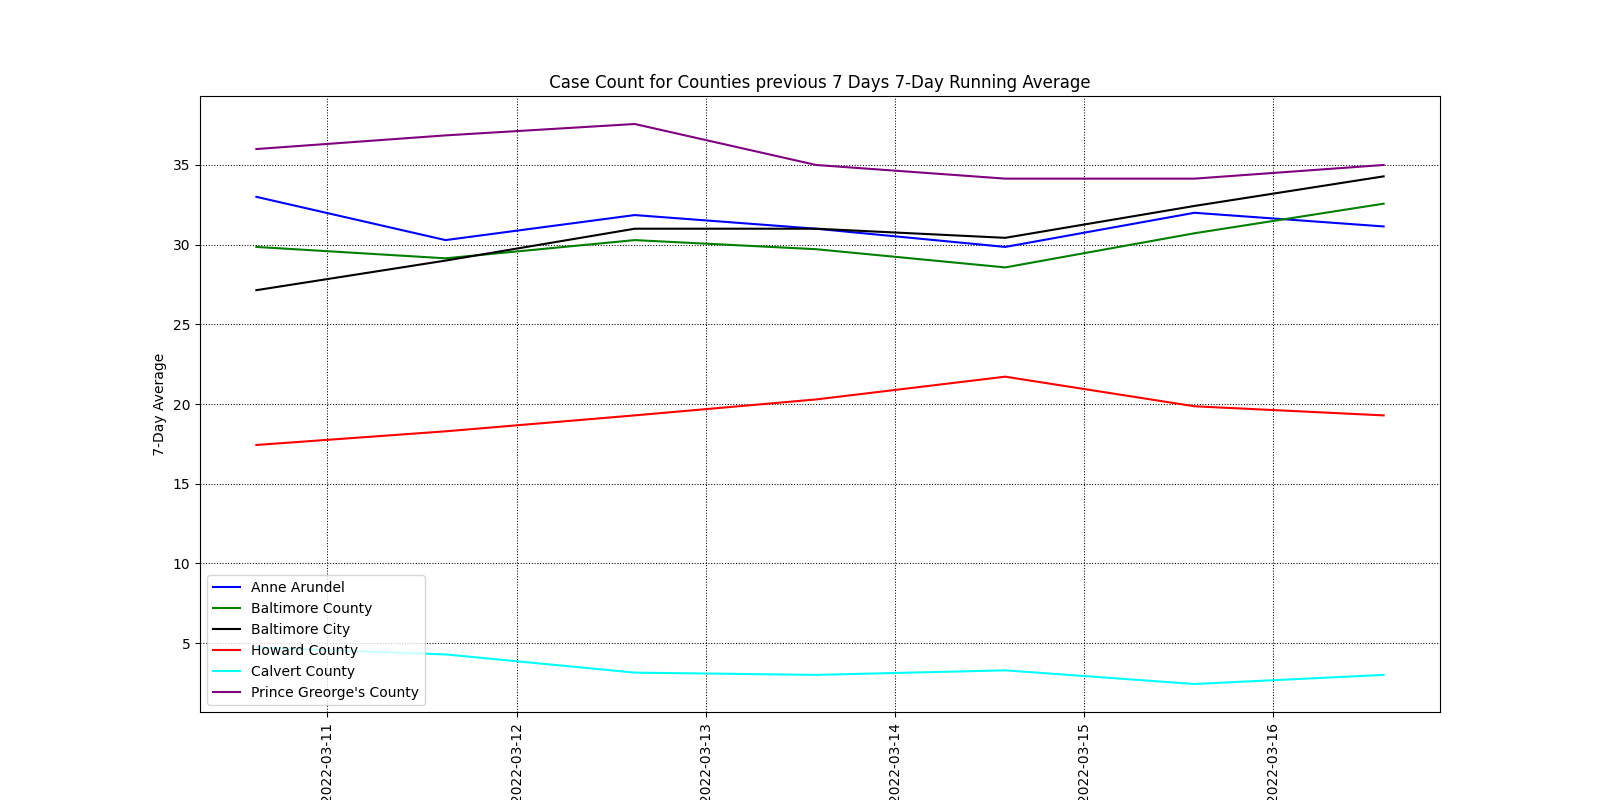 Case Count for Counties previous 7 Days 7-Day Running Average
7-Day Average
35
30
25
20
15
10
5
Anne Arundel
Baltimore County
Baltimore City
Howard County
Calvert County
Prince Greorge's County
2022-03-11
2022-03-12
2022-03-13
2022-03-14
2022-03-15
2022-03-16